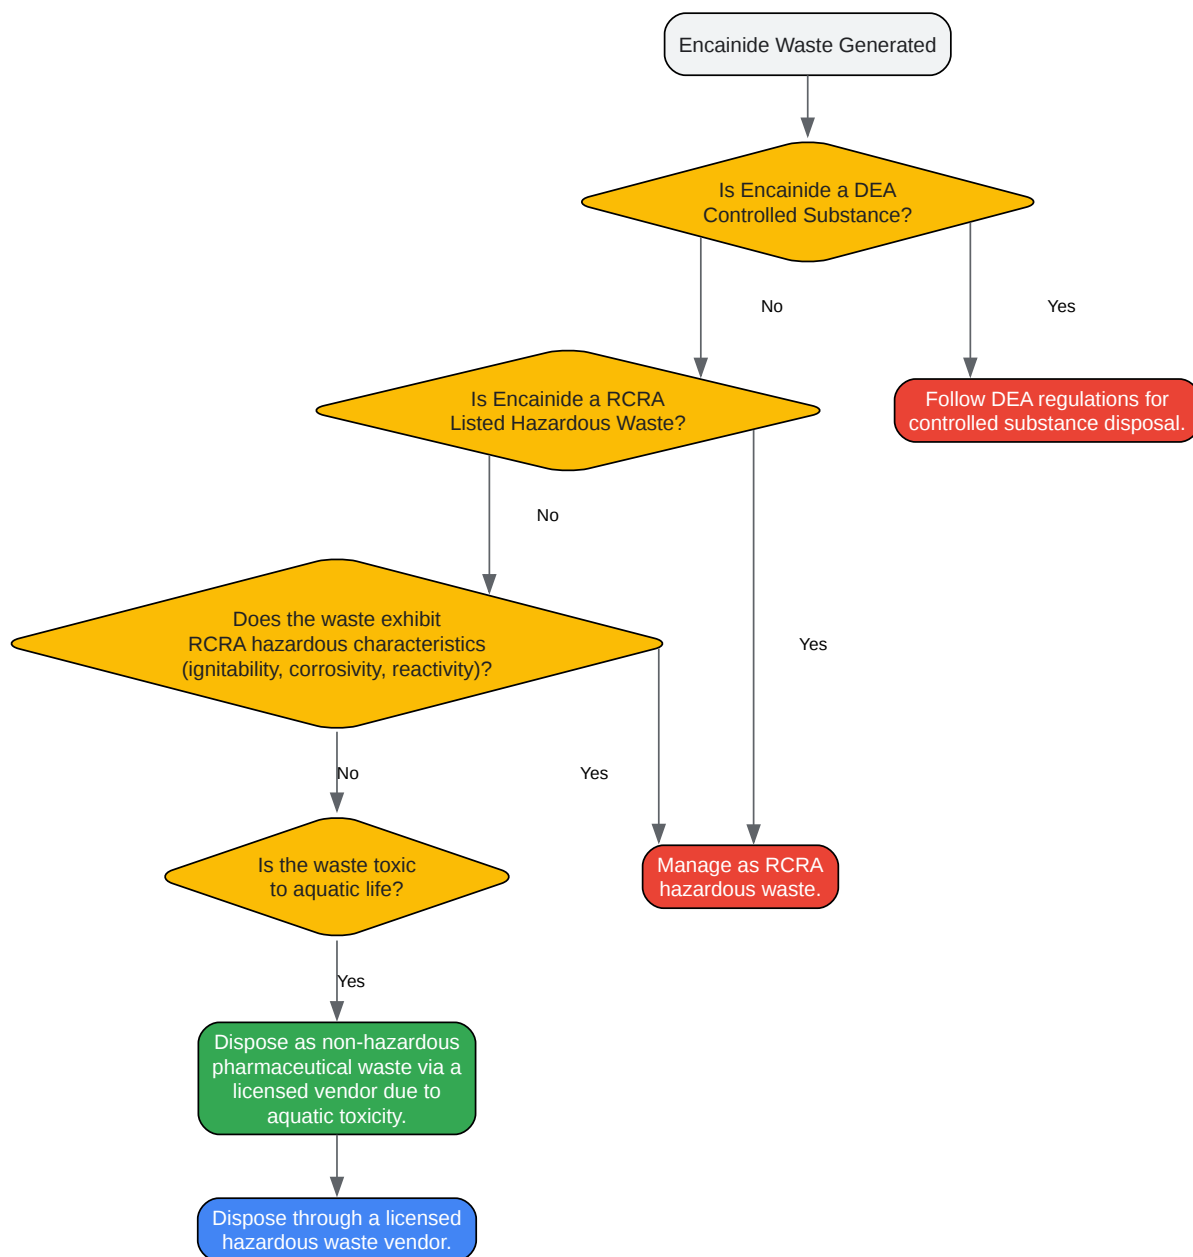 Encainide Waste Generated
Is Encainide a DEA
Controlled Substance?
No
Yes
Is Encainide a RCRA
Listed Hazardous Waste?
Follow DEA regulations for
controlled substance disposal.
No
Yes
Does the waste exhibit
RCRA hazardous characteristics
(ignitability, corrosivity, reactivity)?
No
Yes
Is the waste toxic
to aquatic life?
Manage as RCRA
hazardous waste.
Yes
Dispose as non-hazardous
pharmaceutical waste via a
licensed vendor due to
aquatic toxicity.
Dispose through a licensed
hazardous waste vendor.